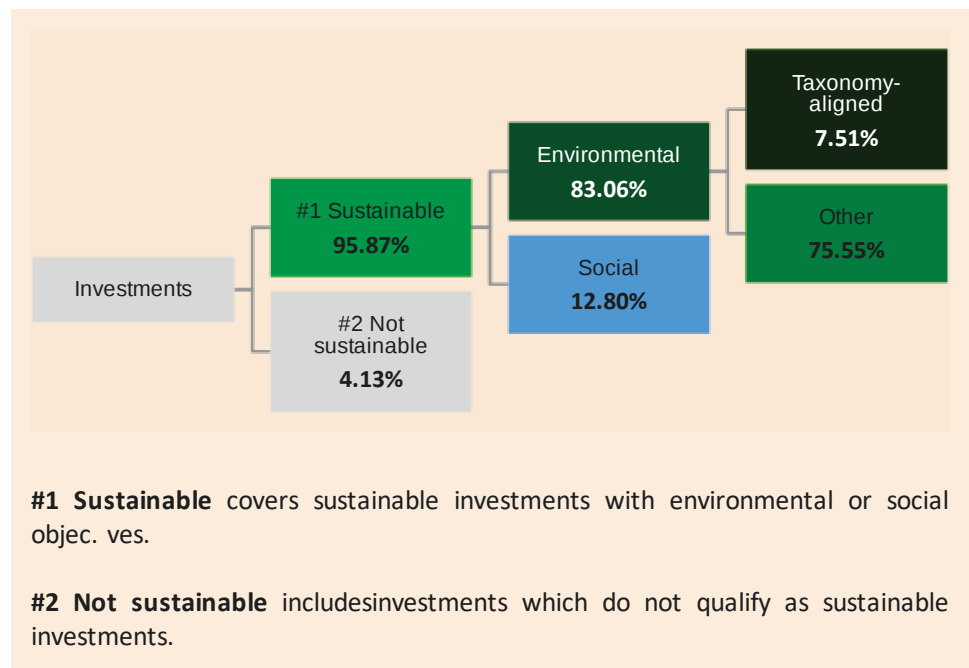 Investments
#1 Sustainable
95.87%
#2 Not
sustainable
4.13%
Environmental
83.06%
Social
12.80%
Taxonomy-
aligned
7.51%
Other
75.55%
#1 Sustainable covers sustainable investments with environmental or social
objec. ves.
#2 Not sustainable includesinvestments which do not qualify as sustainable
investments.